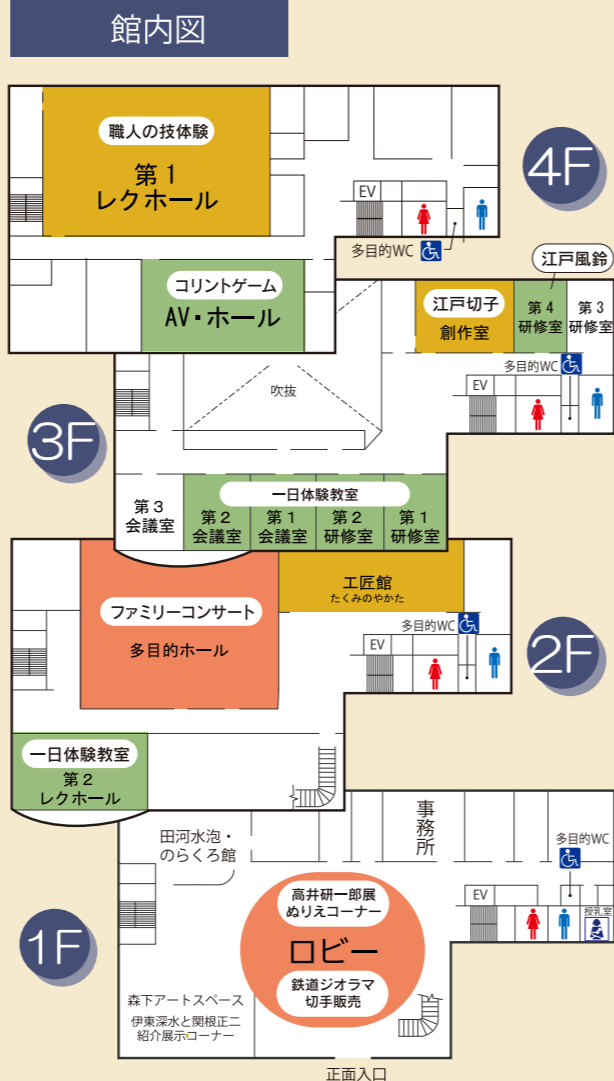 館内図
4F
職人の技体験
第1
レクホール
EV
多目的WC
コリントゲーム
AV・ホール
3F
江戸風鈴
江戸切子
創作室
第4
研修室
第3
研修室
多目的WC
EV
吹抜
一日体験教室
第3
会議室
第2
会議室
第1
会議室
第2
研修室
第1
研修室
2F
ファミリーコンサート
多目的ホール
工匠館
たくみのやかた
多目的WC
EV
一日体験教室
第2
レクホール
1F
田河水泡・
のらくろ館
事務所
多目的WC
EV
授乳室
高井研一郎展
ぬりえコーナー
ロビー
鉄道ジオラマ
切手販売
森下アートスペース
伊東深水と関根正二
紹介展示コーナー
正面入口